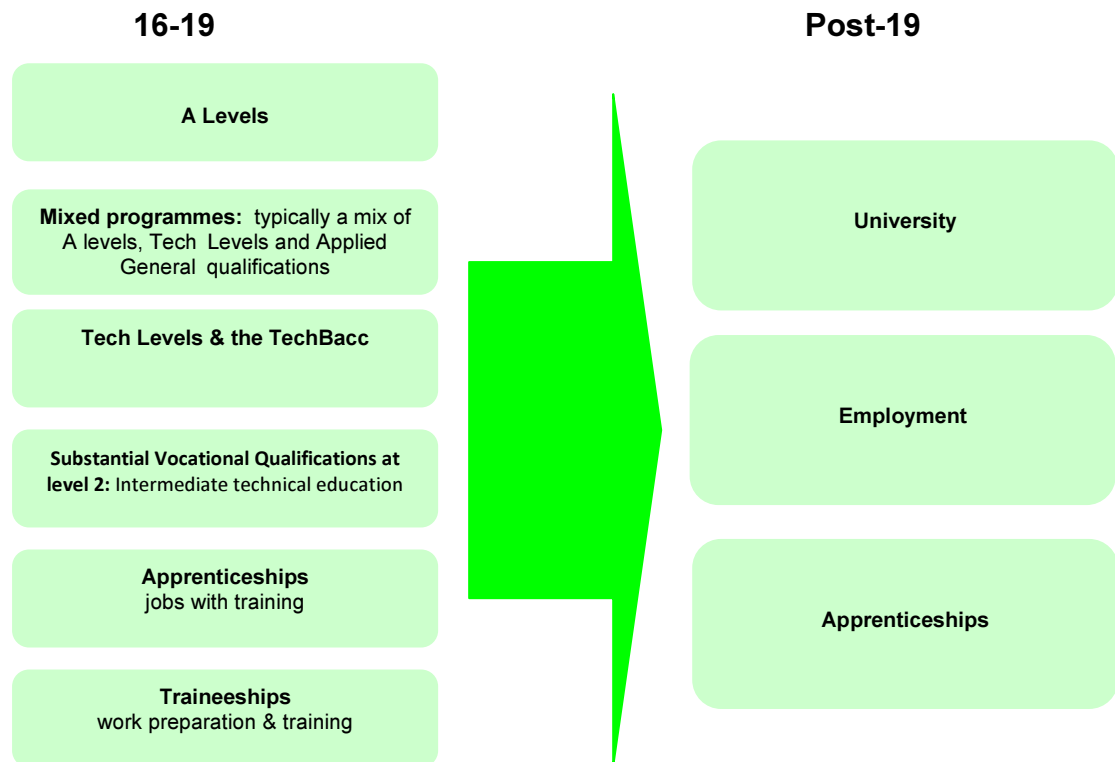 16-19
A Levels
Mixed programmes: typically a mix of
A levels, Tech Levels and Applied
General qualifications
Tech Levels & the TechBacc
Substantial Vocational Qualifications at
level 2: Intermediate technical education
Apprenticeships
jobs with training
Traineeships
work preparation & training
Post-19
University
Employment
Apprenticeships